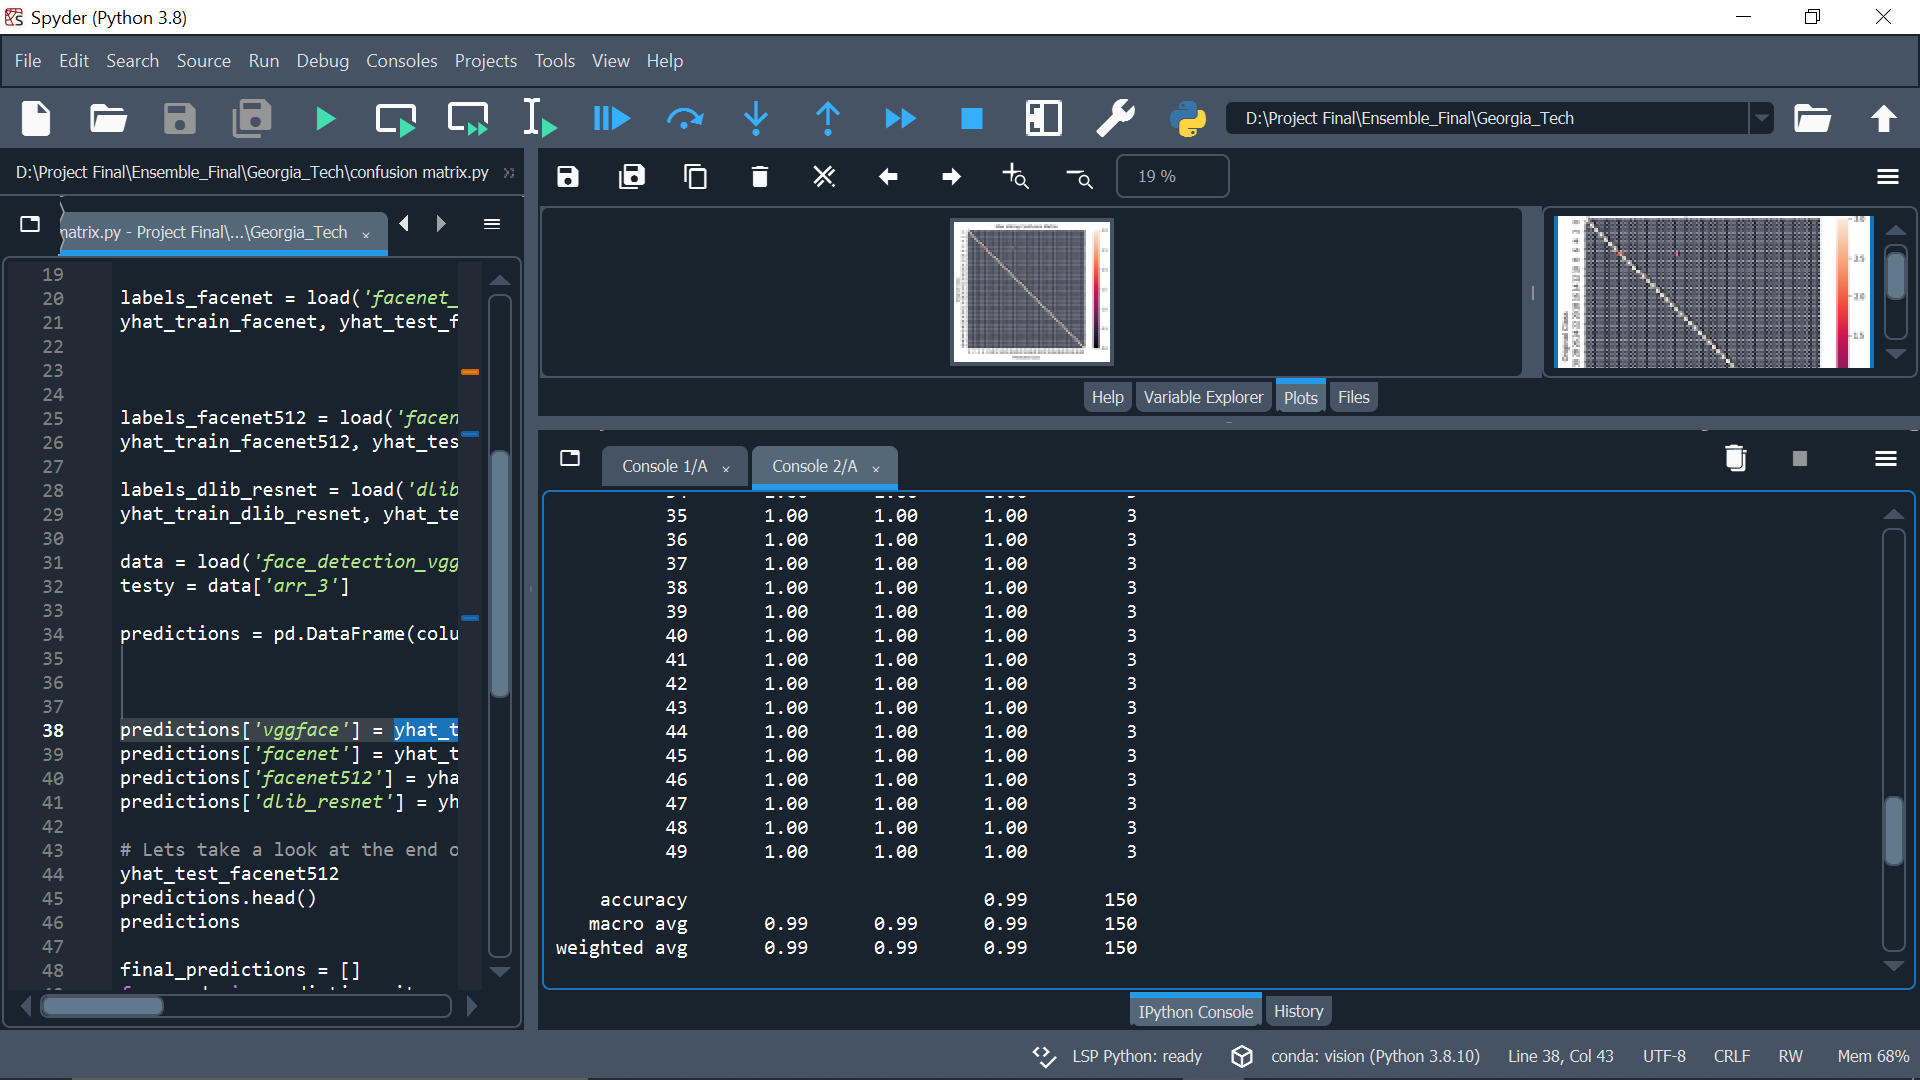 Spyder (Python 3.8)
File Edit Search Source Run Debug Consoles Projects Tools View Help
D:\Project Final\Ensemble_Final\Georgia_Tech
D:\Project Final\Ensemble_Final\Georgia_Tech\confusion matrix.py
natrix.py - Project Final\...\Georgia_Tech
19
20 labels_facenet = load('facenet_
21 yhat_train_facenet, yhat_test_f
22
23
24
25 labels_facenet512 = load('facen
26 yhat_train_facenet512, yhat_tes
27
28 labels_dlib_resnet = load('dlib
29 yhat_train_dlib_resnet, yhat_te
30
31 data = load('face_detection_vgg
32 testy = data['arr_3']
33
34 predictions = pd.DataFrame(colu
35
36
37
38 predictions['vggface'] = yhat_t
39 predictions['facenet'] = yhat_t
40 predictions['facenet512'] = yha
41 predictions['dlib_resnet'] = yh
42
43 # Lets take a look at the end o
44 yhat_test_facenet512
45 predictions.head()
46 predictions
47
48 final_predictions = []
19 %
Original Class
Help Variable Explorer Plots Files
Console 1/A Console 2/A
35 1.00 1.00 1.00 3
36 1.00 1.00 1.00 3
37 1.00 1.00 1.00 3
38 1.00 1.00 1.00 3
39 1.00 1.00 1.00 3
40 1.00 1.00 1.00 3
41 1.00 1.00 1.00 3
42 1.00 1.00 1.00 3
43 1.00 1.00 1.00 3
44 1.00 1.00 1.00 3
45 1.00 1.00 1.00 3
46 1.00 1.00 1.00 3
47 1.00 1.00 1.00 3
48 1.00 1.00 1.00 3
49 1.00 1.00 1.00 3
accuracy 0.99 150
macro avg 0.99 0.99 0.99 150
weighted avg 0.99 0.99 0.99 150
IPython Console History
LSP Python: ready conda: vision (Python 3.8.10) Line 38, Col 43 UTF-8 CRLF RW Mem 68%